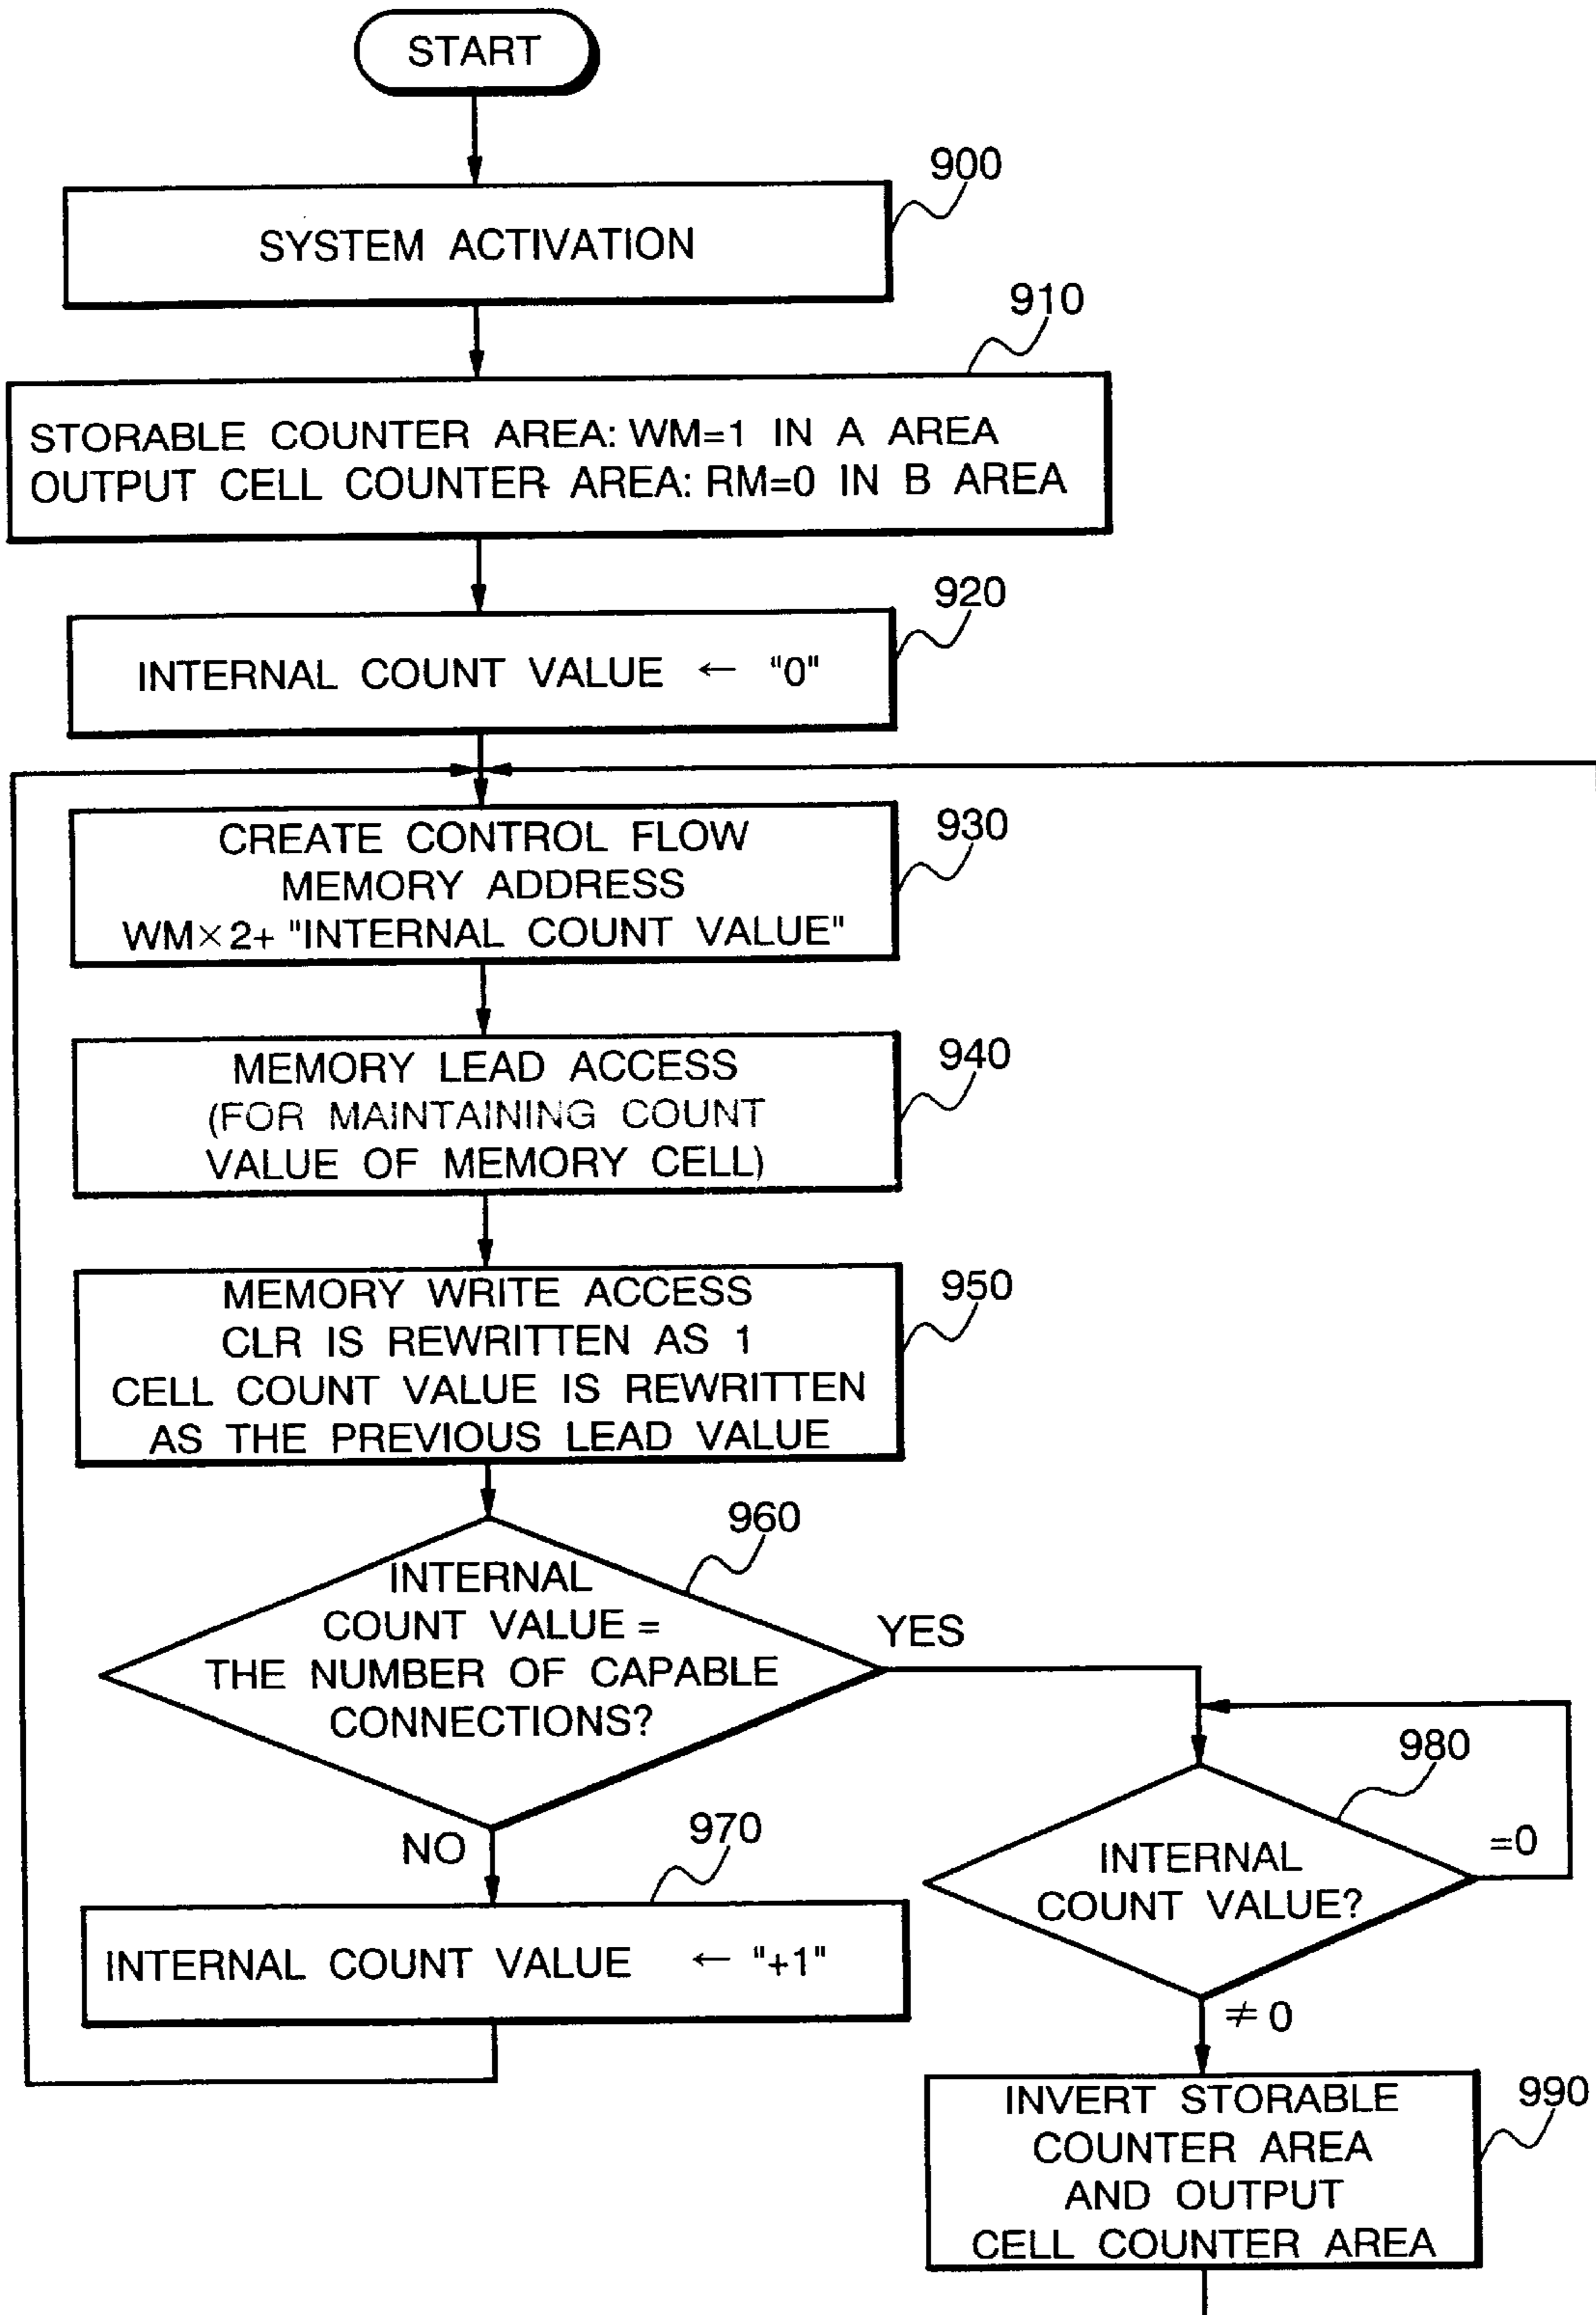 START
900
SYSTEM ACTIVATION
910
STORABLE COUNTER AREA: WM=1 IN A AREA
OUTPUT CELL COUNTER AREA: RM=0 IN B AREA
920
INTERNAL COUNT VALUE ← "0"
930
CREATE CONTROL FLOW
MEMORY ADDRESS
WM×2+ "INTERNAL COUNT VALUE"
940
MEMORY LEAD ACCESS
(FOR MAINTAINING COUNT
VALUE OF MEMORY CELL)
950
MEMORY WRITE ACCESS
CLR IS REWRITTEN AS 1
CELL COUNT VALUE IS REWRITTEN
AS THE PREVIOUS LEAD VALUE
960
INTERNAL
COUNT VALUE =
THE NUMBER OF CAPABLE
CONNECTIONS?
YES
NO
970
INTERNAL COUNT VALUE ← "+1"
980
INTERNAL
COUNT VALUE?
=0
≠0
990
INVERT STORABLE
COUNTER AREA
AND OUTPUT
CELL COUNTER AREA